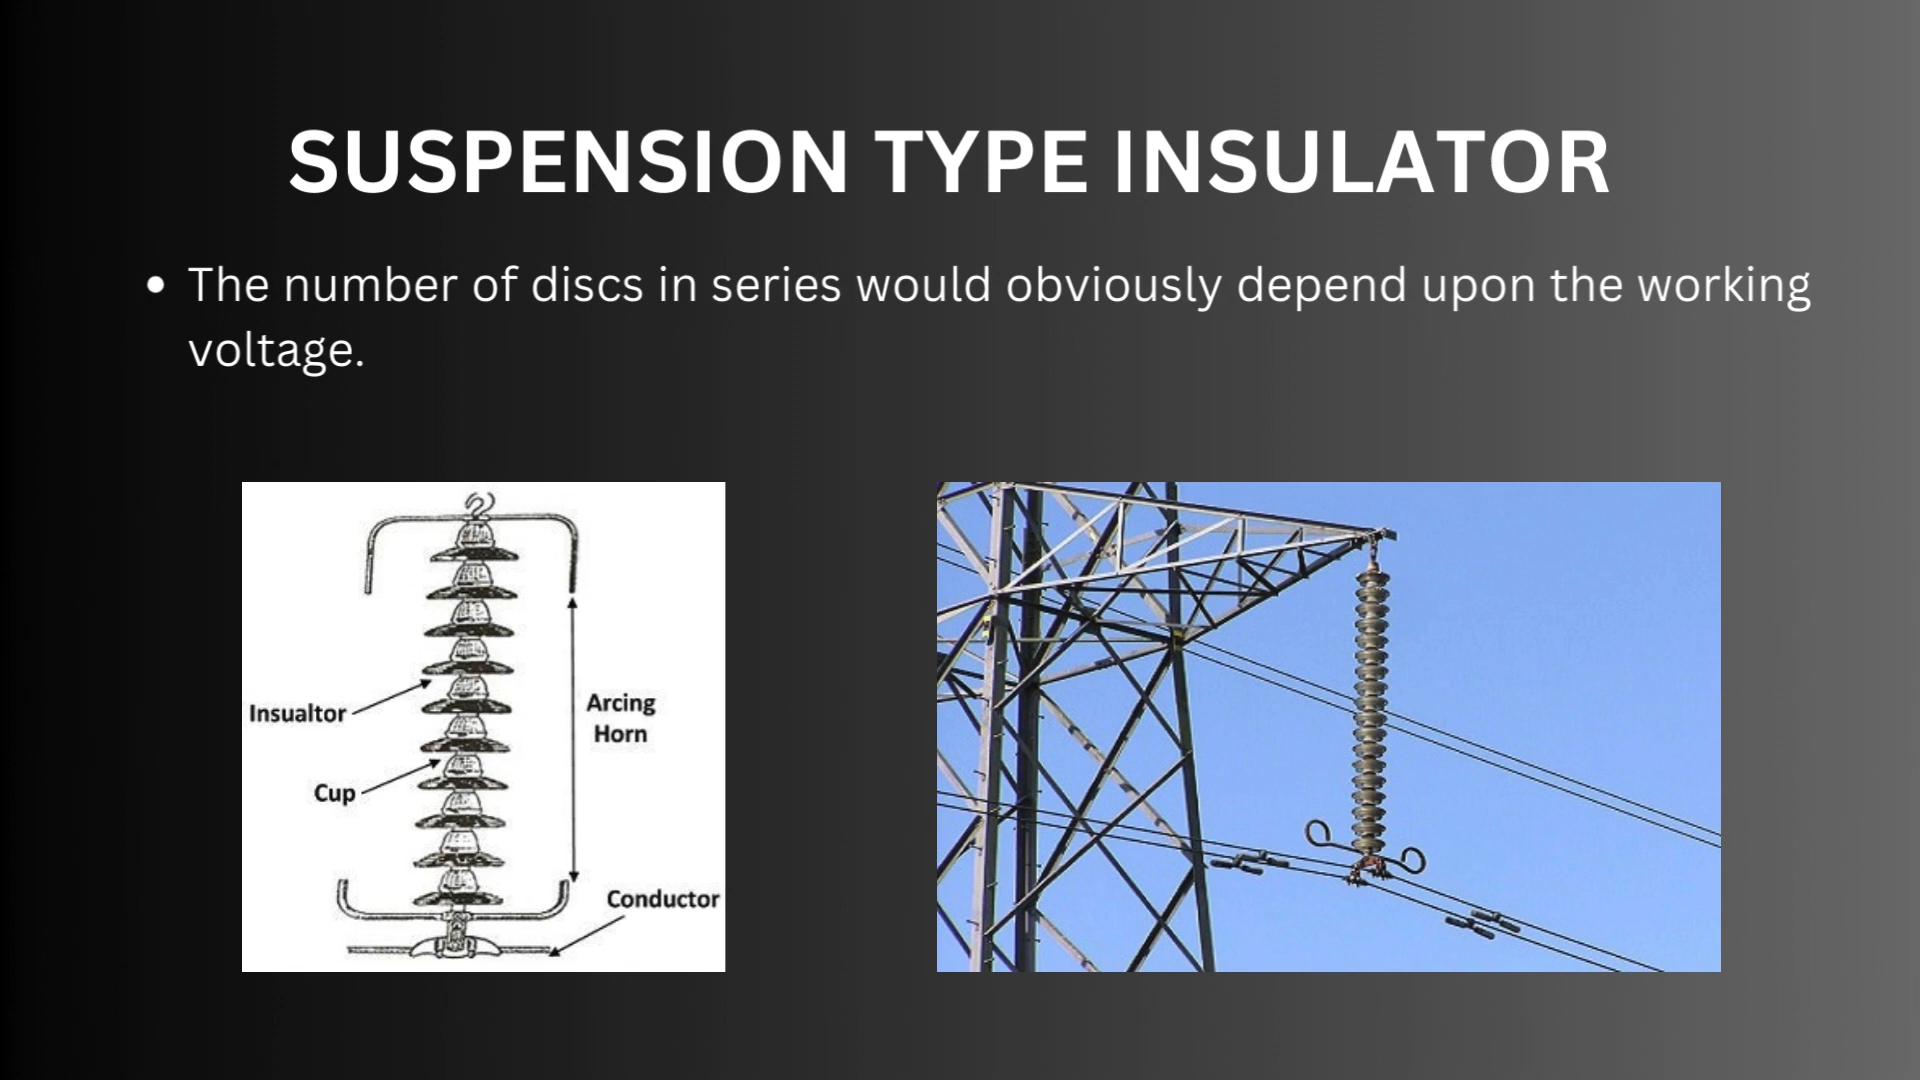 SUSPENSION TYPE INSULATOR
• The number of discs in series would obviously depend upon the working
voltage.
Insualtor
Cup
Arcing
Horn
Conductor